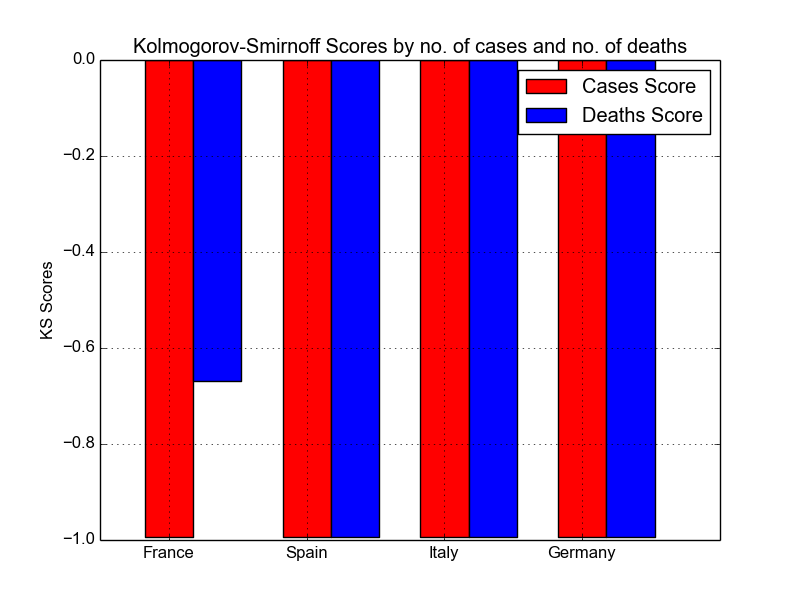 Kolmogorov-Smirnoff Scores by no. of cases and no. of deaths
Cases Score
Deaths Score
KS Scores
0.0
−0.2
−0.4
−0.6
−0.8
−1.0
France Spain Italy Germany